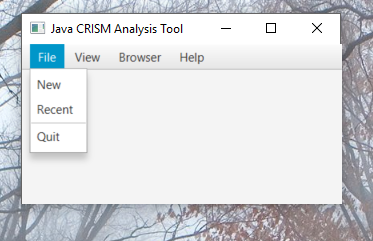 Java CRISM Analysis Tool
File View Browser Help
New
Recent
Quit